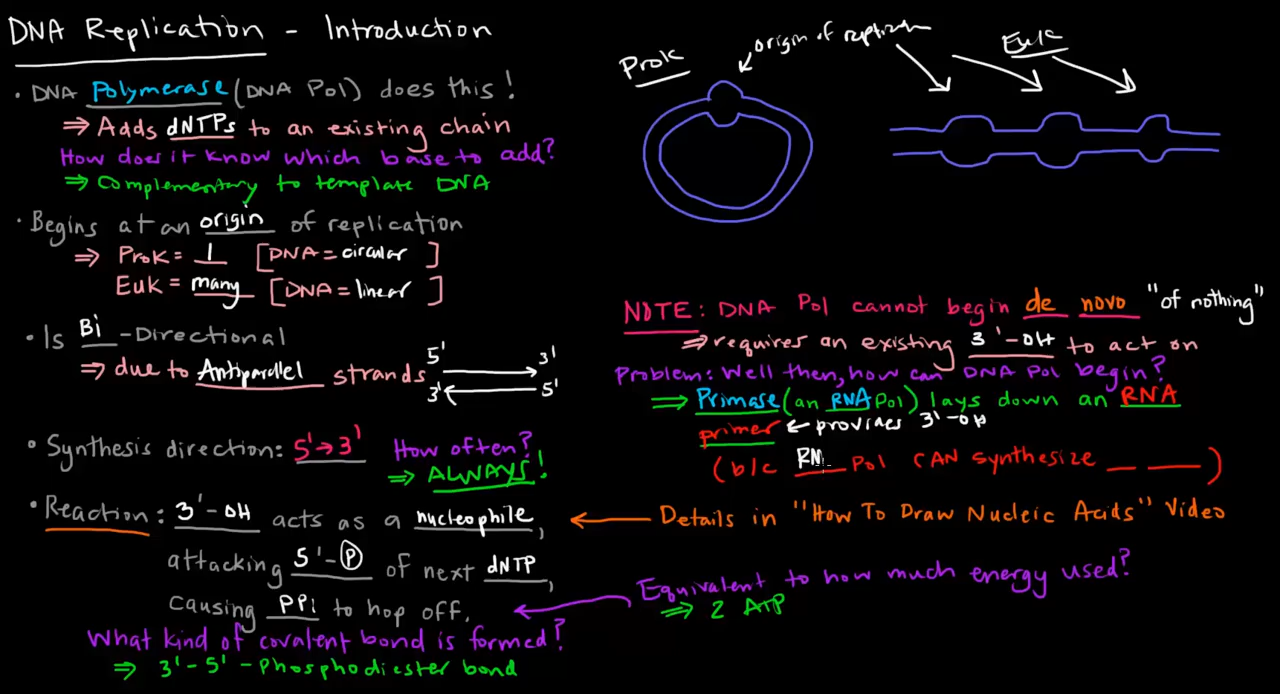 DNA Replication - Introduction
• DNA Polymerase (DNA Pol) does this!
⇒ Adds dNTPs to an existing chain
How does it know which base to add?
⇒ Complementary to template DNA
• Begins at an origin of replication
⇒ Prok = 1 [DNA = circular ]
Euk = many [DNA = linear ]
• Is Bi-Directional
⇒ due to Antiparallel strands
5' 3'
3' 5'
• Synthesis direction: 5'→3' How often?
⇒ ALWAYS!
• Reaction: 3'-OH acts as a nucleophile,
attacking 5'-P of next dNTP,
causing PPi to hop off.
What kind of covalent bond is formed?
⇒ 3'-5'-Phosphodiester bond
Prok
origin of replication
Euk
NOTE: DNA Pol cannot begin de novo "of nothing"
⇒ requires an existing 3'-OH to act on
Problem: Well then, how can DNA Pol begin?
⇒ Primase (an RNA Pol) lays down an RNA
primer ← provides 3'-OH
(b/c RN Pol CAN synthesize __ __)
← Details in "How To Draw Nucleic Acids" Video
Equivalent to how much energy used?
⇒ 2 ATP